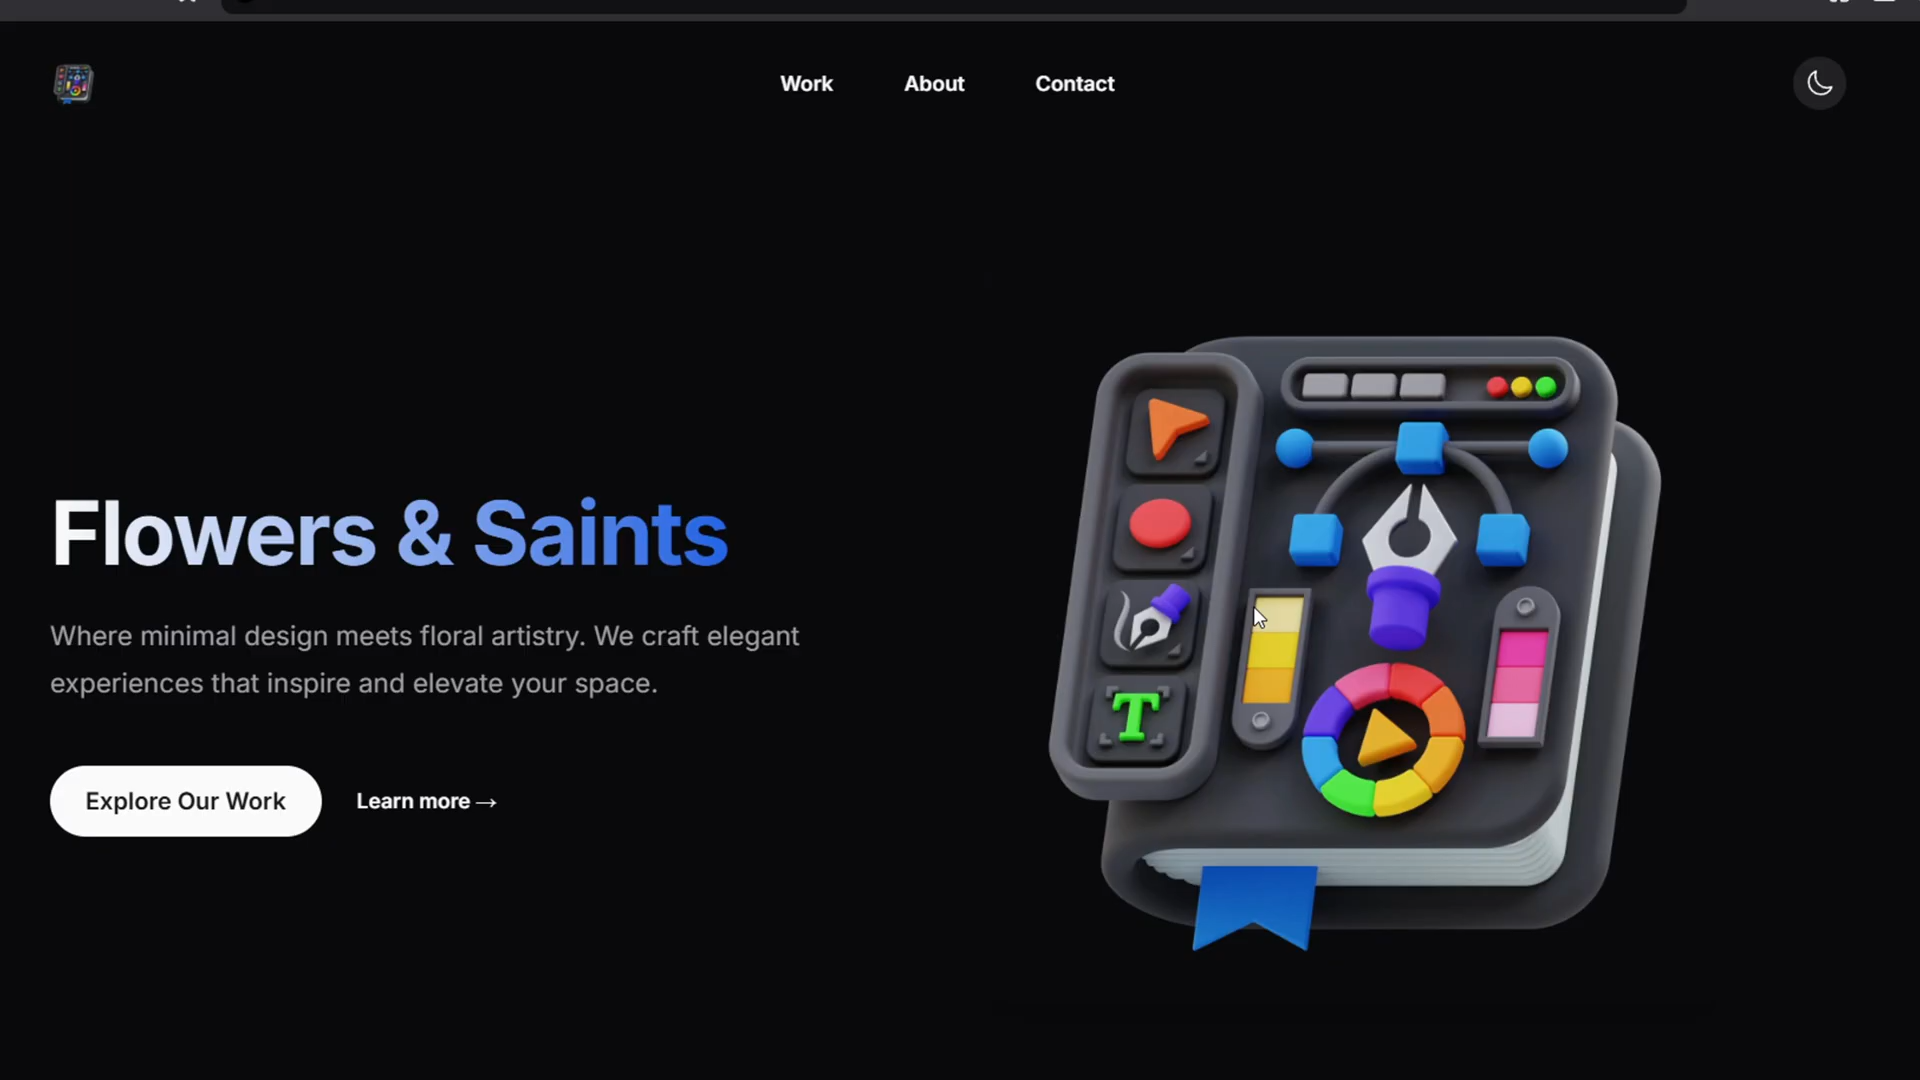 Work
About
Contact
Flowers & Saints
Where minimal design meets floral artistry. We craft elegant
experiences that inspire and elevate your space.
Explore Our Work
Learn more →
T